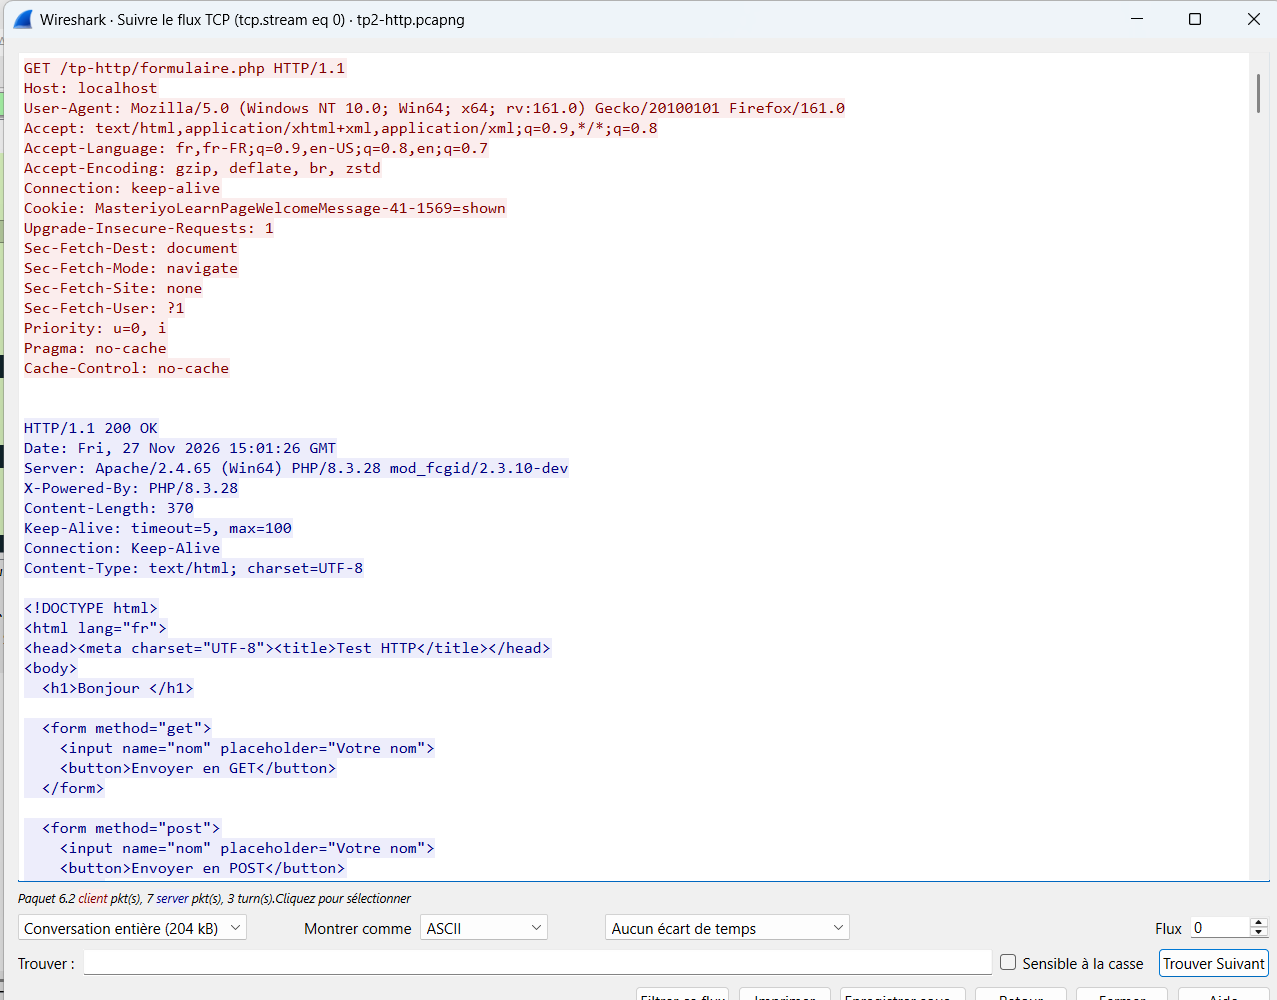 Wireshark · Suivre le flux TCP (tcp.stream eq 0) · tp2-http.pcapng
GET /tp-http/formulaire.php HTTP/1.1
Host: localhost
User-Agent: Mozilla/5.0 (Windows NT 10.0; Win64; x64; rv:161.0) Gecko/20100101 Firefox/161.0
Accept: text/html,application/xhtml+xml,application/xml;q=0.9,*/*;q=0.8
Accept-Language: fr,fr-FR;q=0.9,en-US;q=0.8,en;q=0.7
Accept-Encoding: gzip, deflate, br, zstd
Connection: keep-alive
Cookie: MasteriyoLearnPageWelcomeMessage-41-1569=shown
Upgrade-Insecure-Requests: 1
Sec-Fetch-Dest: document
Sec-Fetch-Mode: navigate
Sec-Fetch-Site: none
Sec-Fetch-User: ?1
Priority: u=0, i
Pragma: no-cache
Cache-Control: no-cache
HTTP/1.1 200 OK
Date: Fri, 27 Nov 2026 15:01:26 GMT
Server: Apache/2.4.65 (Win64) PHP/8.3.28 mod_fcgid/2.3.10-dev
X-Powered-By: PHP/8.3.28
Content-Length: 370
Keep-Alive: timeout=5, max=100
Connection: Keep-Alive
Content-Type: text/html; charset=UTF-8
<!DOCTYPE html>
<html lang="fr">
<head><meta charset="UTF-8"><title>Test HTTP</title></head>
<body>
<h1>Bonjour </h1>
<form method="get">
<input name="nom" placeholder="Votre nom">
<button>Envoyer en GET</button>
</form>
<form method="post">
<input name="nom" placeholder="Votre nom">
<button>Envoyer en POST</button>
Paquet 6.2 client pkt(s), 7 server pkt(s), 3 turn(s).Cliquez pour sélectionner
Conversation entière (204 kB) Montrer comme ASCII Aucun écart de temps Flux 0
Trouver : Sensible à la casse Trouver Suivant
Filtrer ce flux Imprimer Enregistrer sous… Retour Fermer Aide